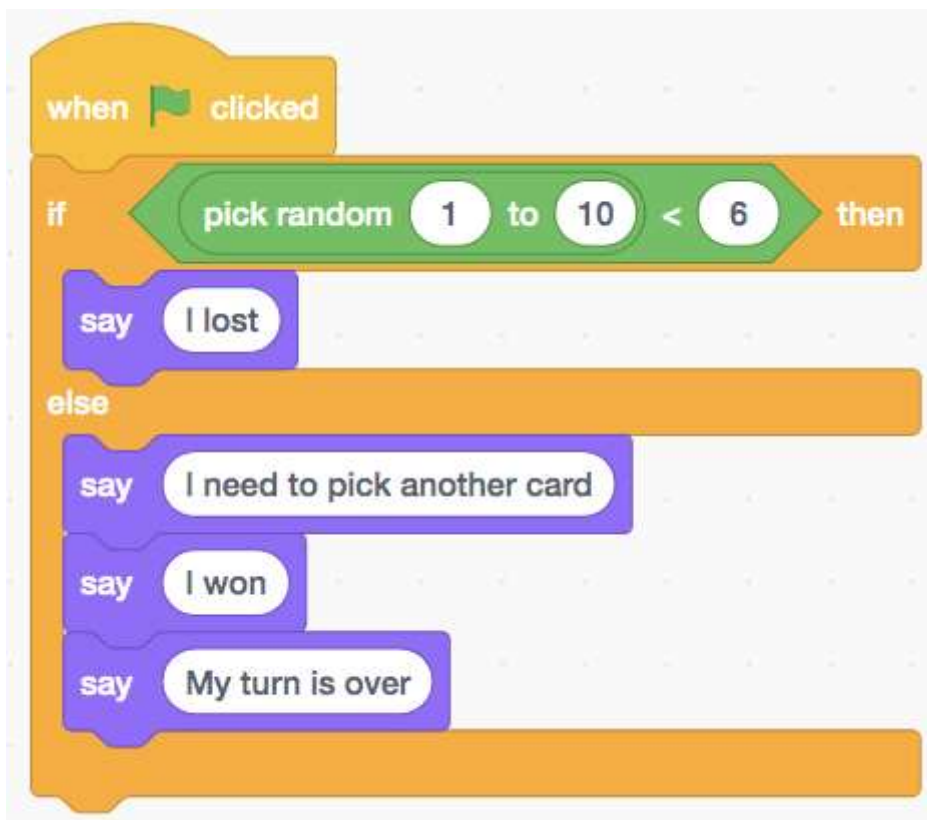 when clicked
if pick random 1 to 10 < 6 then
say I lost
else
say I need to pick another card
say I won
say My turn is over